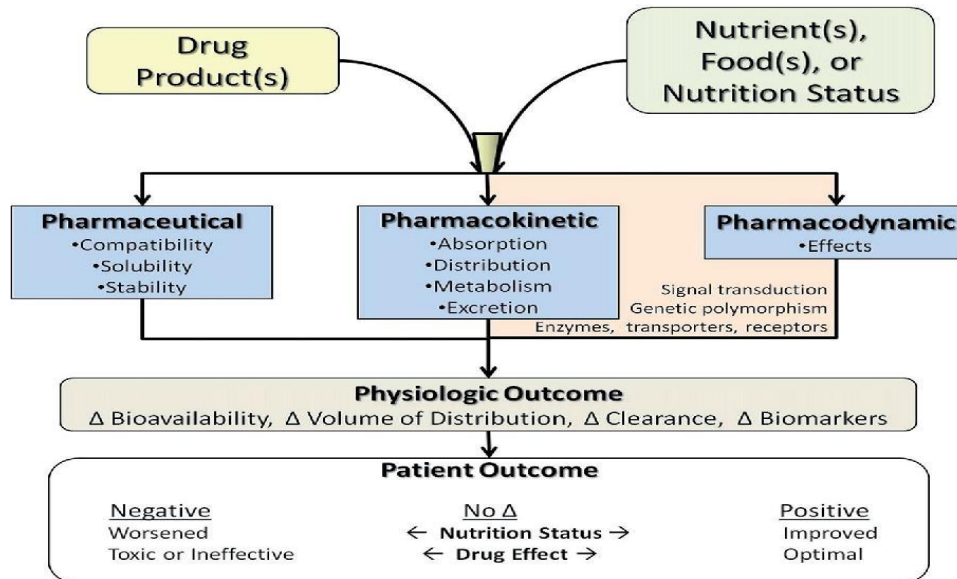 Drug
Product(s)
Nutrient(s),
Food(s), or
Nutrition Status
Pharmaceutical
•Compatibility
•Solubility
•Stability
Pharmacokinetic
•Absorption
•Distribution
•Metabolism
•Excretion
Pharmacodynamic
•Effects
Signal transduction
Genetic polymorphism
Enzymes, transporters, receptors
Physiologic Outcome
Δ Bioavailability, Δ Volume of Distribution, Δ Clearance, Δ Biomarkers
Patient Outcome
Negative No Δ Positive
Worsened ← Nutrition Status → Improved
Toxic or Ineffective ← Drug Effect → Optimal